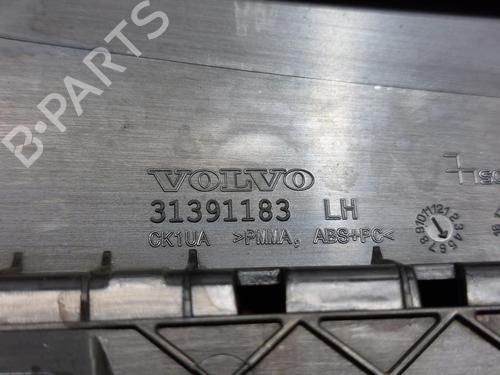 B-PARTS
VOLVO
31391183 LH
CK1UA >PMMA, ABS+PC<